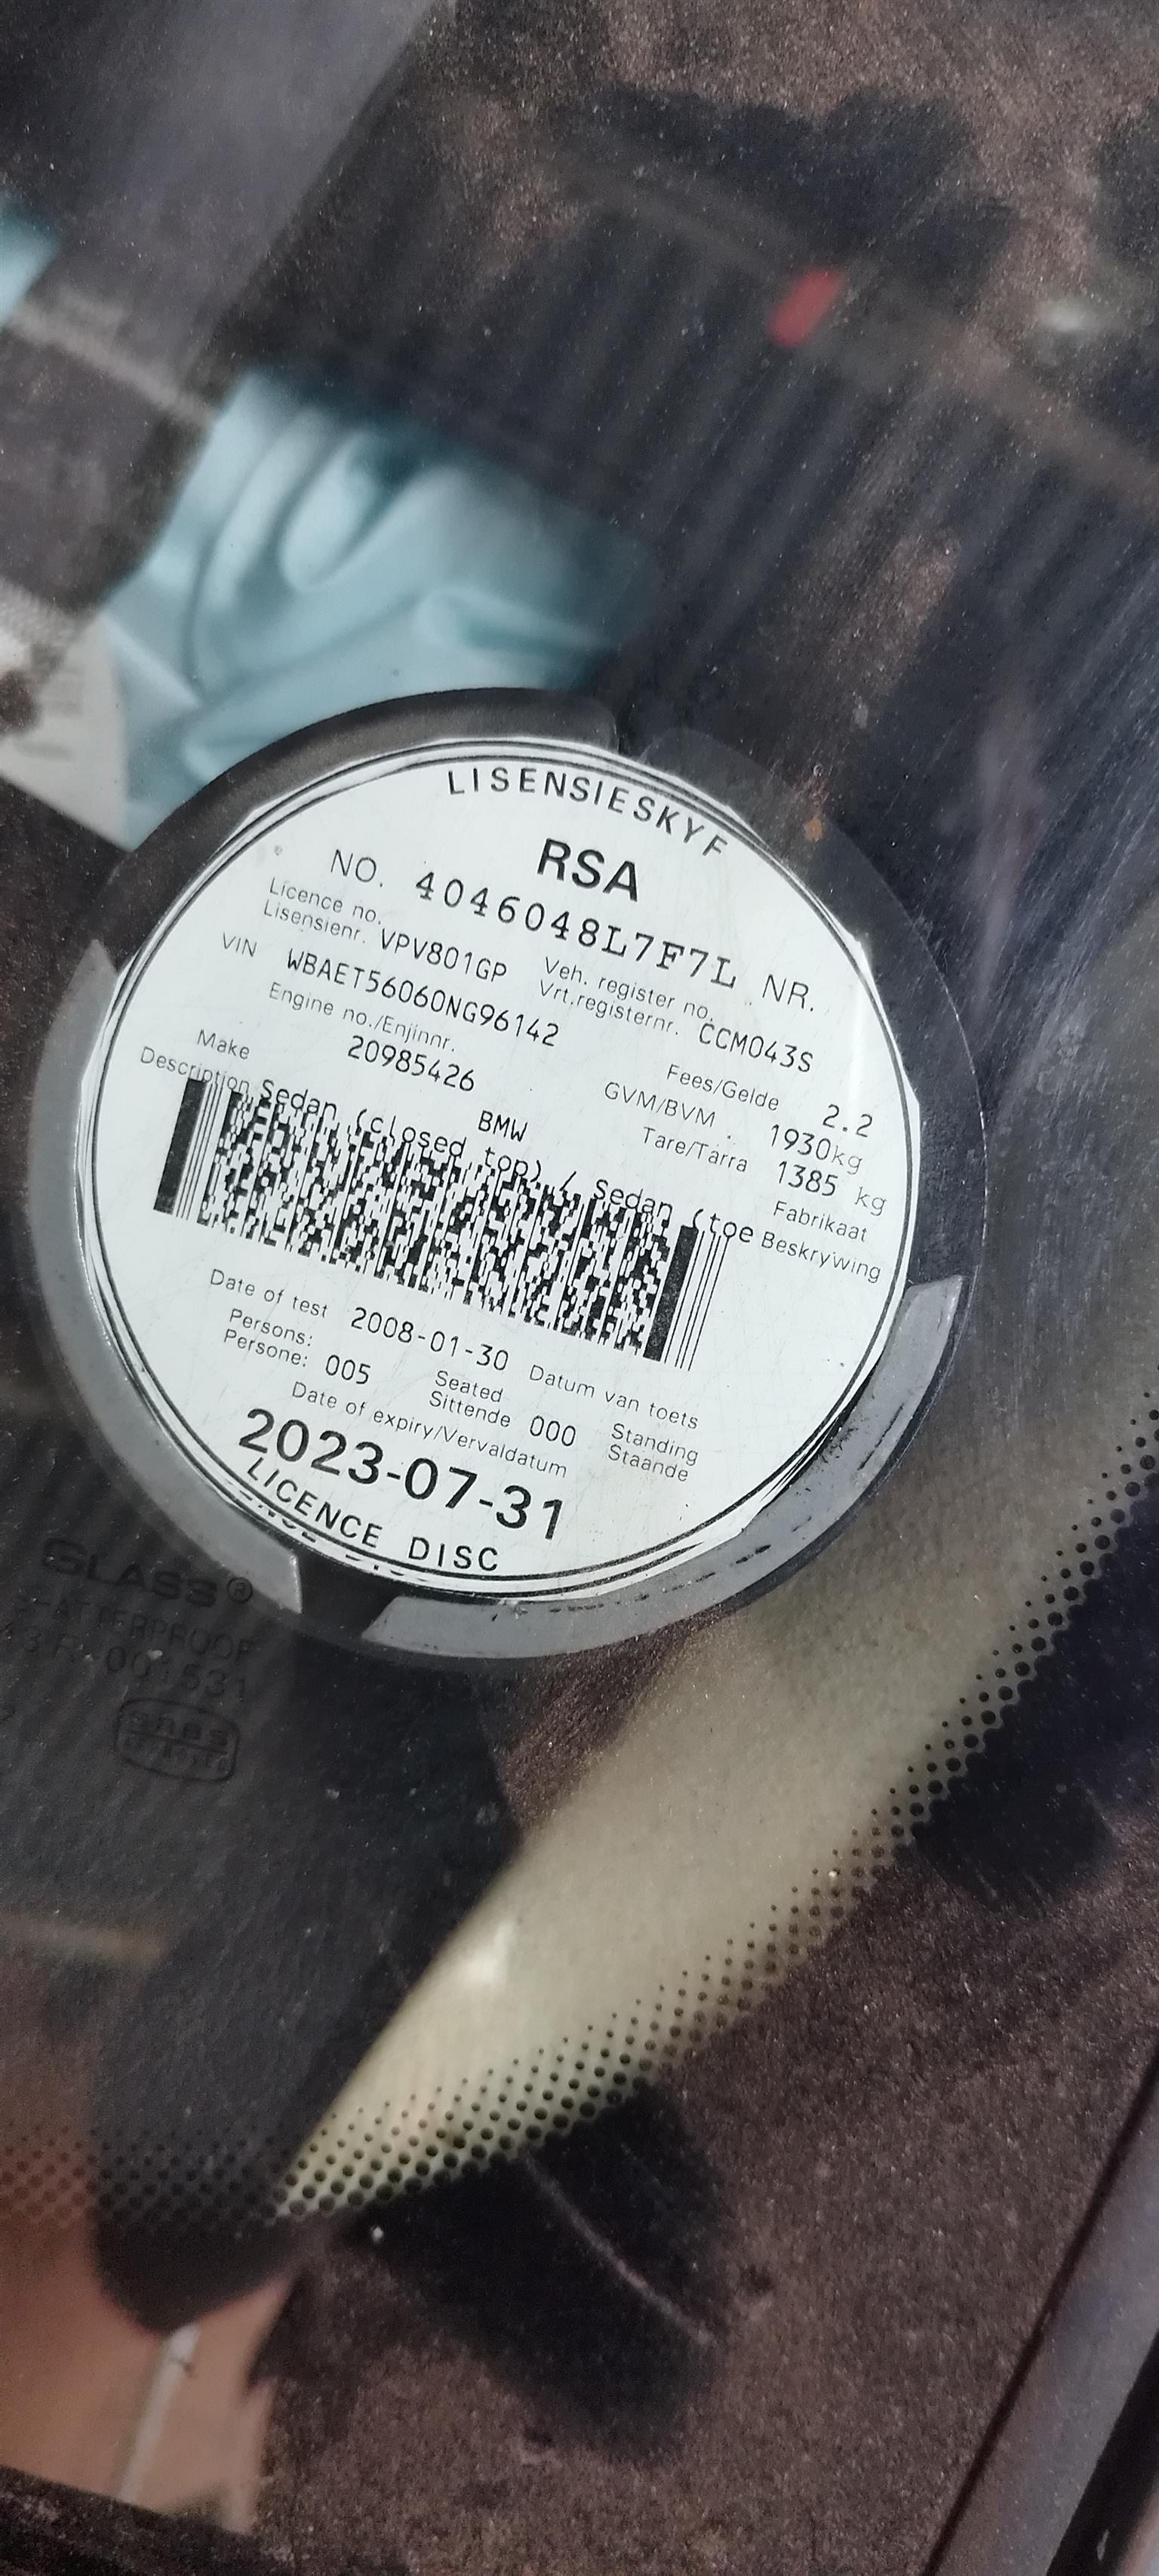 LISENSIESKYF
RSA
NO. 4046048L7F7L NR.
Licence no.
Lisensienr. VPV801GP
Veh. register no.
Vrt.registernr. CCM043S
VIN WBAET56060NG96142
Engine no./Enjinnr.
20985426
Fees/Gelde 2.2
GVM/BVM 1930kg
Tare/Tarra 1385 kg
Make BMW Fabrikaat
Description Sedan (closed top) / Sedan (toe Beskrywing
Date of test 2008-01-30 Datum van toets
Persons:
Persone: 005
Seated
Sittende 000
Standing
Staande
Date of expiry/Vervaldatum
2023-07-31
LICENCE DISC
GLASS®
SHATTERPROOF